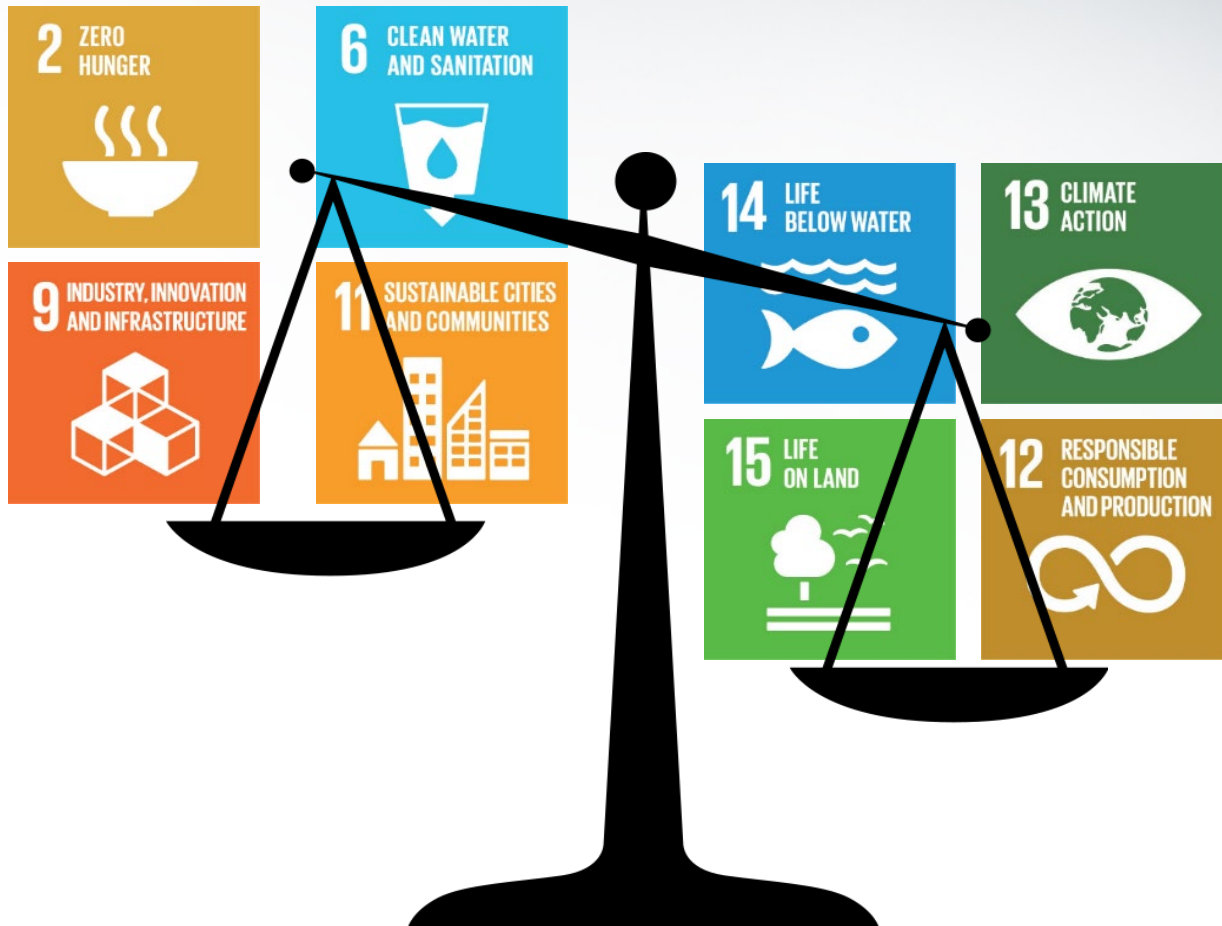 2 ZERO
HUNGER
6 CLEAN WATER
AND SANITATION
9 INDUSTRY, INNOVATION
AND INFRASTRUCTURE
11 SUSTAINABLE CITIES
AND COMMUNITIES
14 LIFE
BELOW WATER
13 CLIMATE
ACTION
15 LIFE
ON LAND
12 RESPONSIBLE
CONSUMPTION
AND PRODUCTION